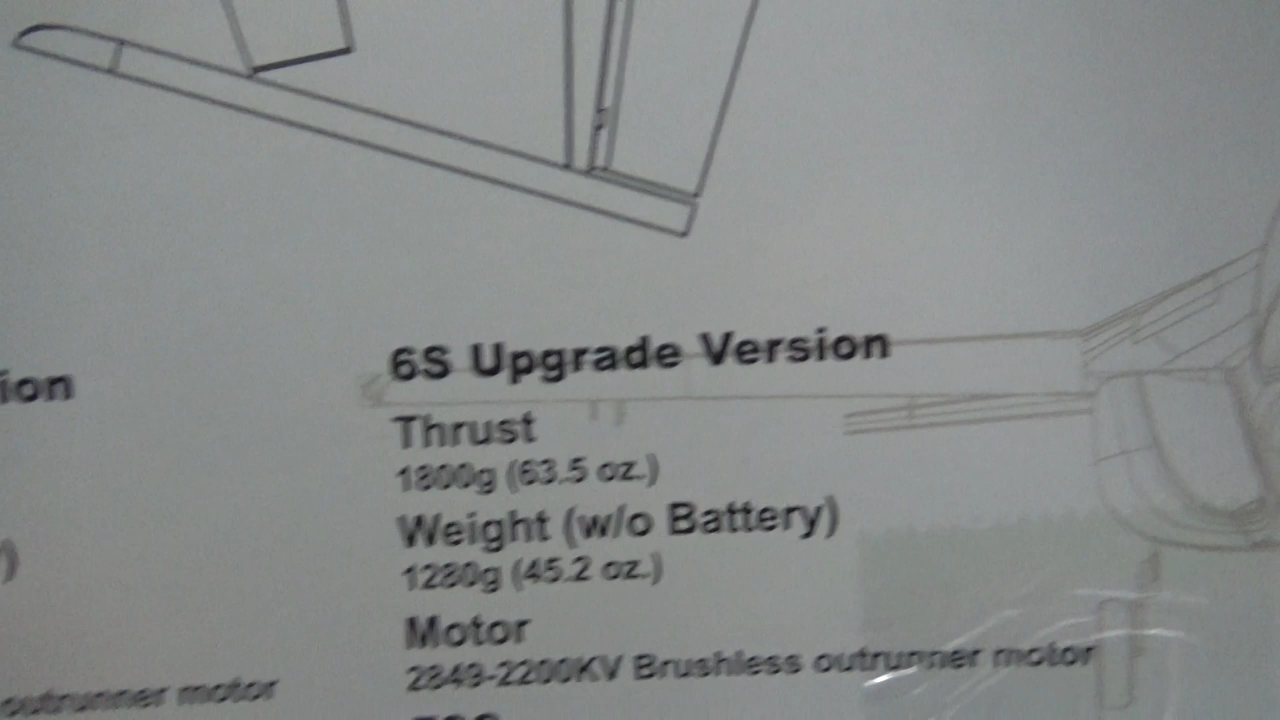 6S Upgrade Version
Thrust
1800g (63.5 oz.)
Weight (w/o Battery)
1280g (45.2 oz.)
Motor
2849-2200KV Brushless outrunner motor
ion
)
outrunner motor